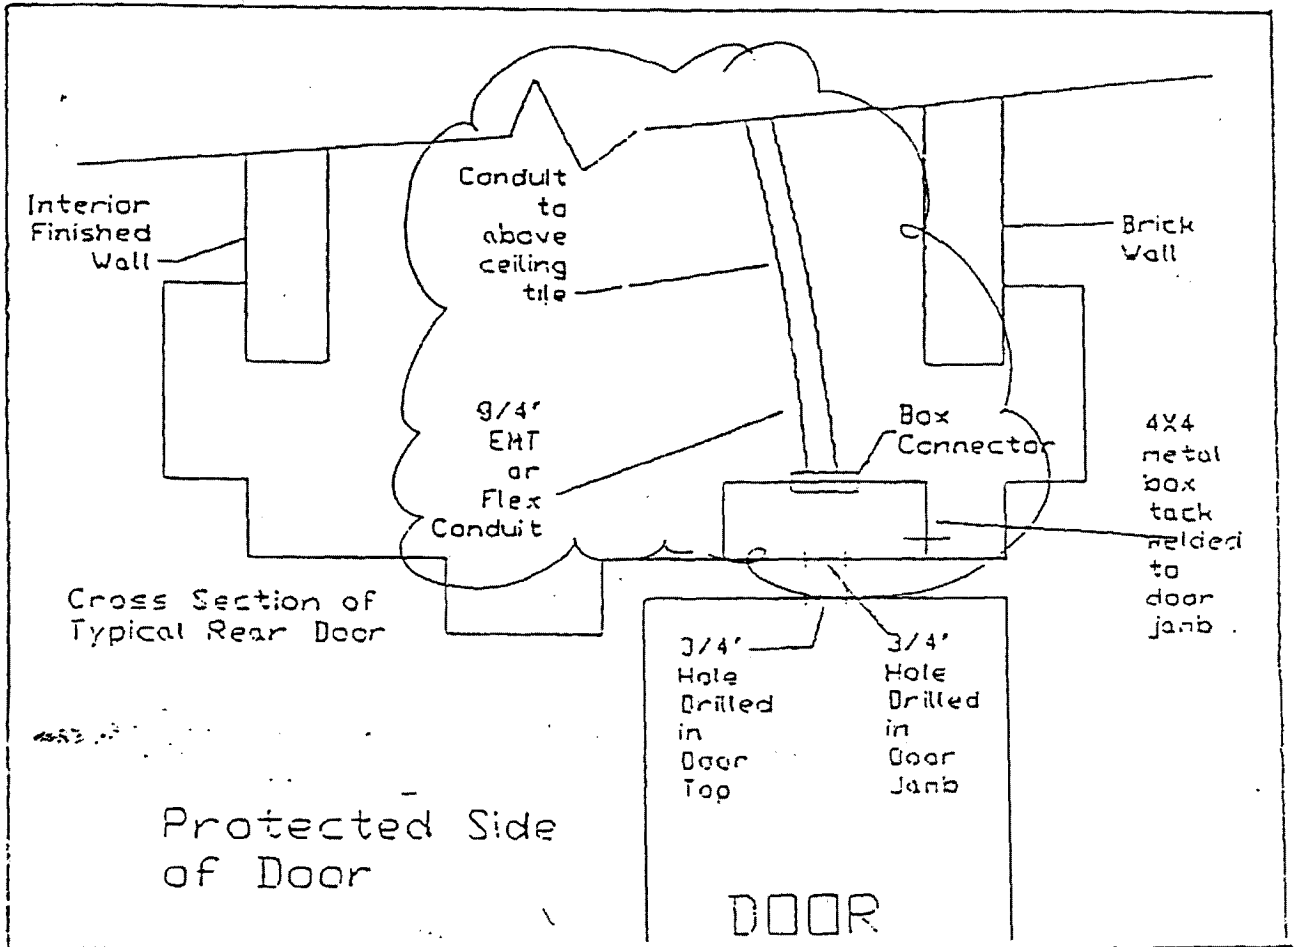 Interior
Finished
Wall
Conduit
to
above
ceiling
tile
Brick
Wall
3/4"
EMT
or
Flex
Conduit
Box
Connector
4X4
metal
box
tack
welded
to
door
jamb
Cross Section of
Typical Rear Door
3/4"
Hole
Drilled
in
Door
Top
3/4"
Hole
Drilled
in
Door
Jamb
Protected Side
of Door
DOOR